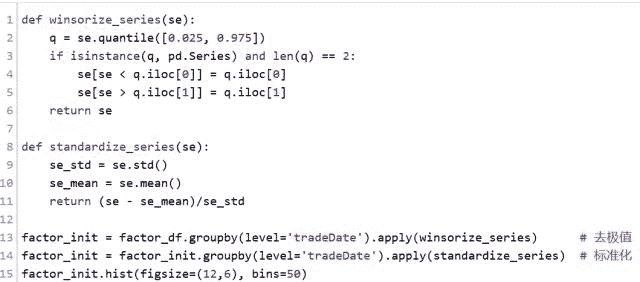 1 def winsorize_series(se):
2     q = se.quantile([0.025, 0.975])
3     if isinstance(q, pd.Series) and len(q) == 2:
4         se[se < q.iloc[0]] = q.iloc[0]
5         se[se > q.iloc[1]] = q.iloc[1]
6     return se
7
8 def standardize_series(se):
9     se_std = se.std()
10     se_mean = se.mean()
11     return (se - se_mean)/se_std
12
13 factor_init = factor_df.groupby(level='tradeDate').apply(winsorize_series)      # 去极值
14 factor_init = factor_init.groupby(level='tradeDate').apply(standardize_series)  # 标准化
15 factor_init.hist(figsize=(12,6), bins=50)